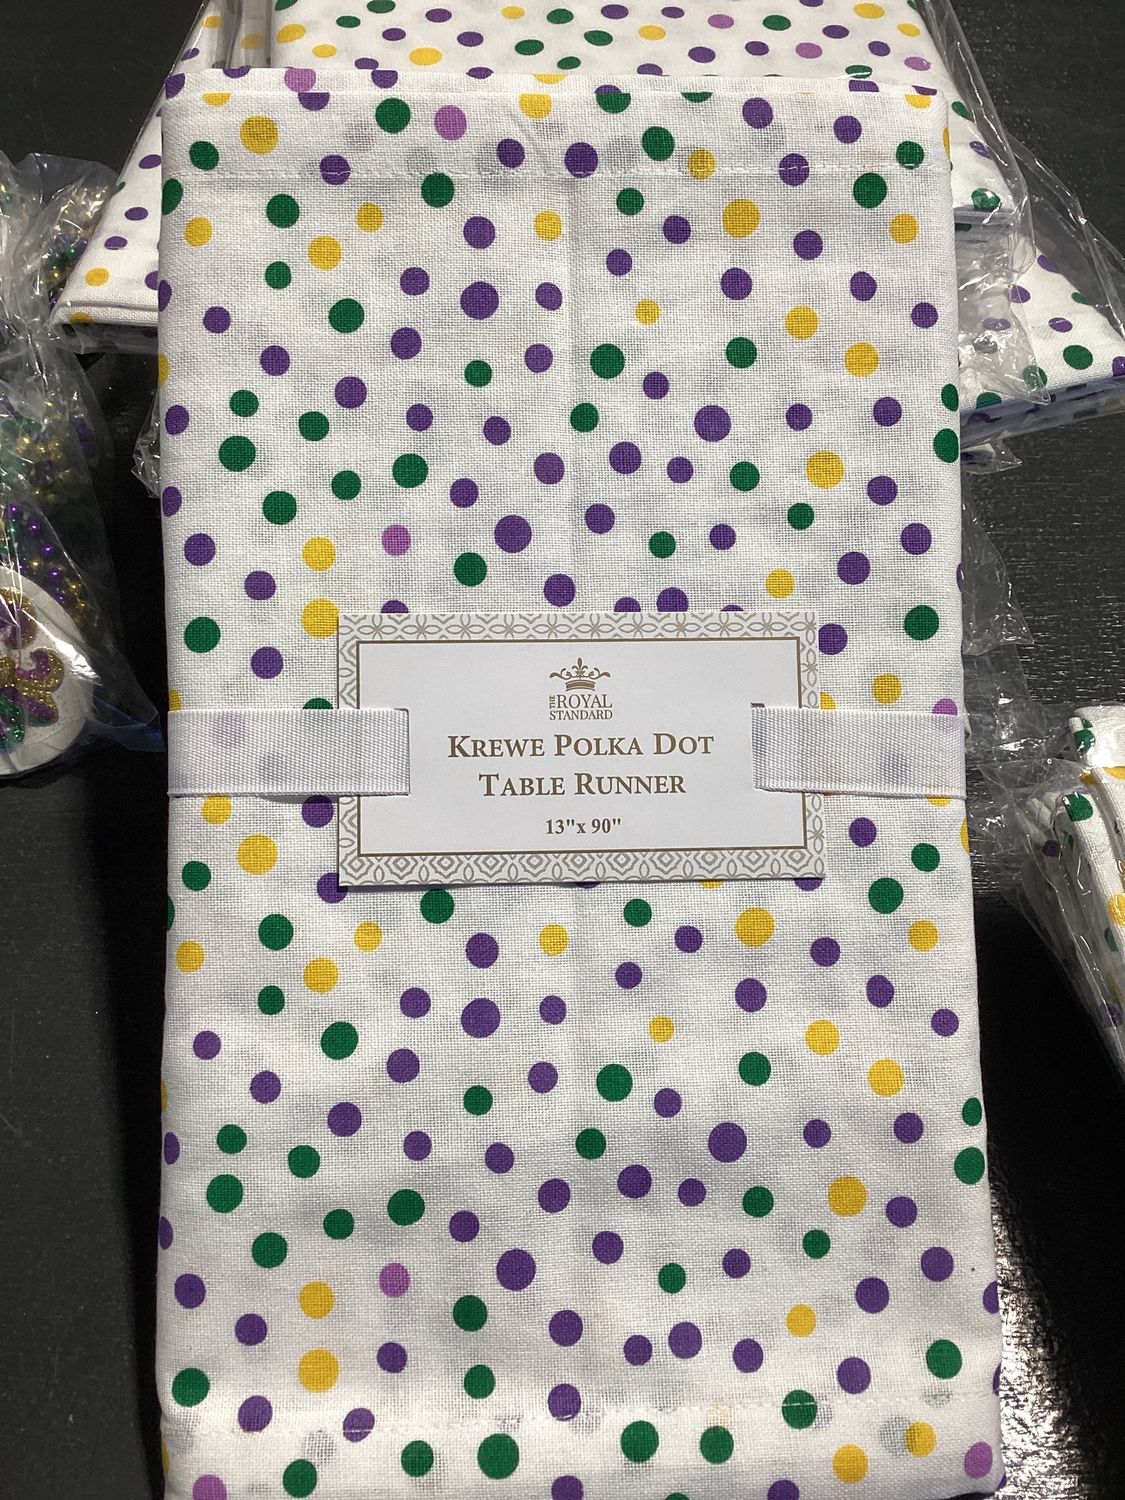 THE ROYAL
STANDARD
KREWE POLKA DOT
TABLE RUNNER
13"x 90"